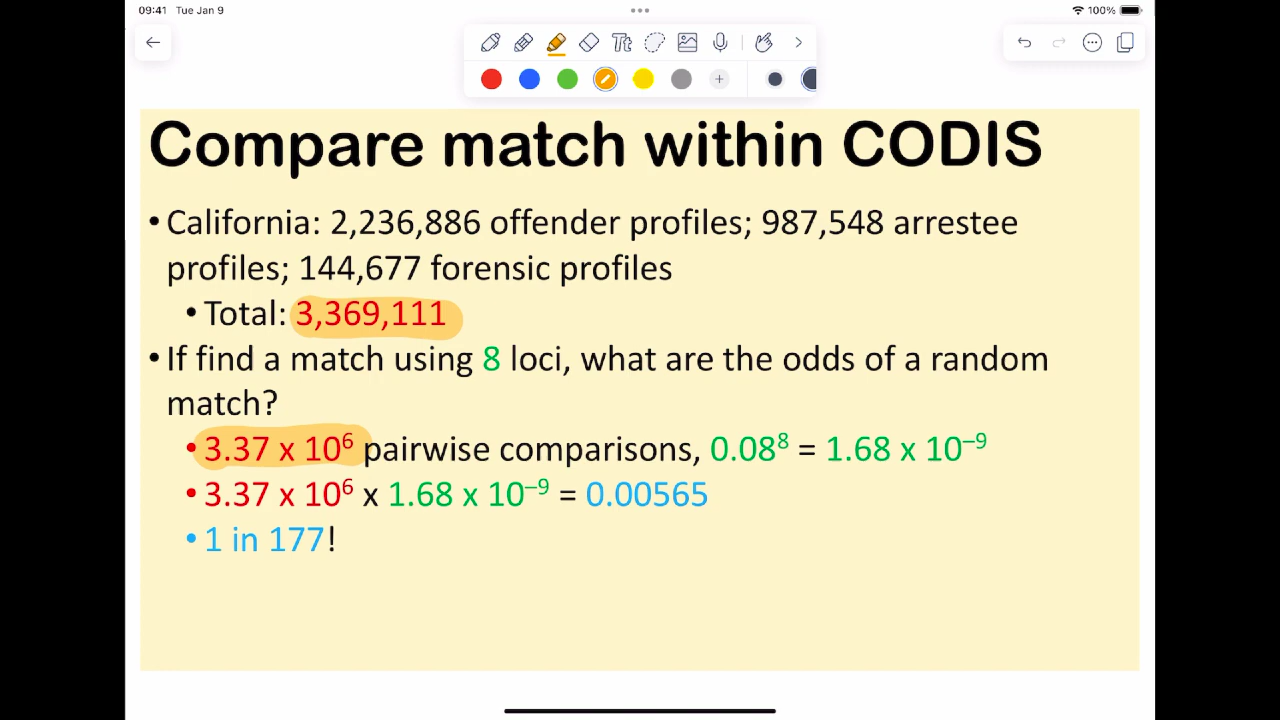 09:41 Tue Jan 9
100%
Tt
Compare match within CODIS
• California: 2,236,886 offender profiles; 987,548 arrestee
profiles; 144,677 forensic profiles
• Total: 3,369,111
• If find a match using 8 loci, what are the odds of a random
match?
• 3.37 x 10⁶ pairwise comparisons, 0.08⁸ = 1.68 x 10⁻⁹
• 3.37 x 10⁶ x 1.68 x 10⁻⁹ = 0.00565
• 1 in 177!